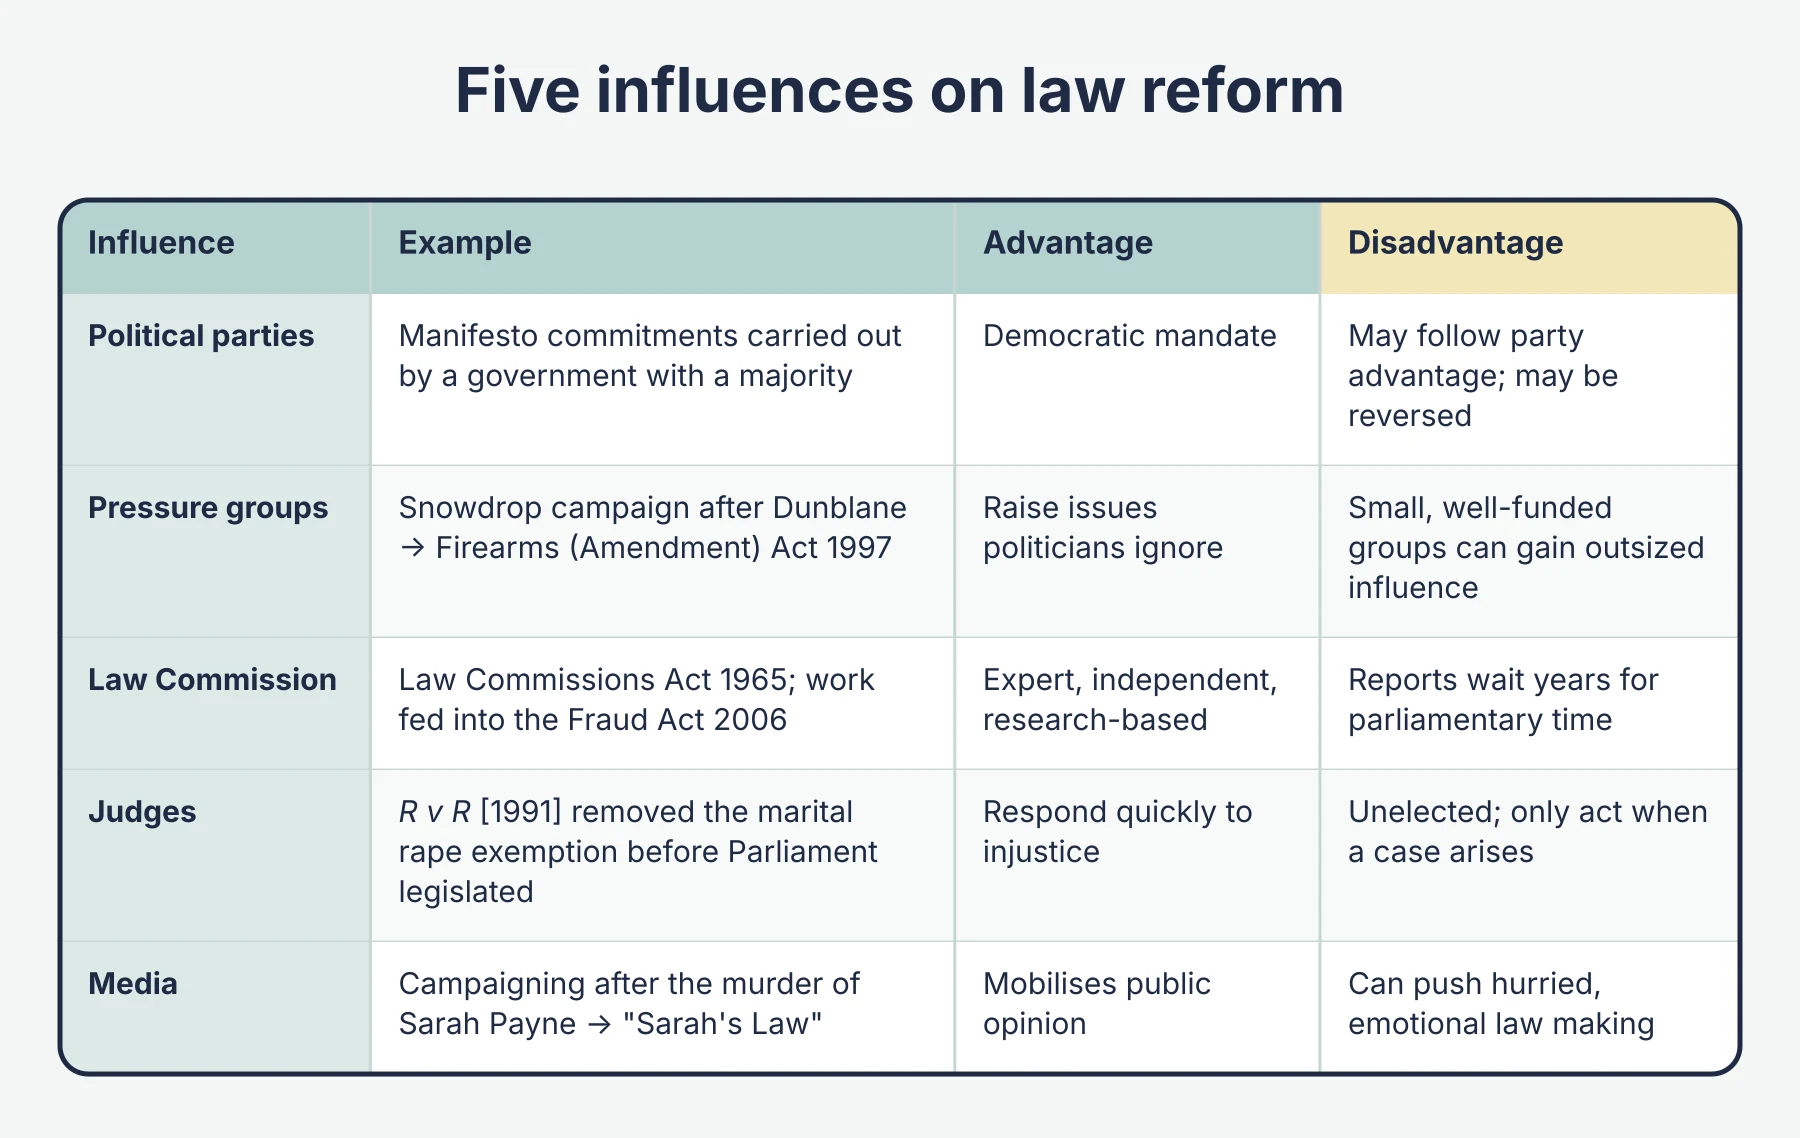 Five influences on law reform
Influence
Example
Advantage
Disadvantage
Political parties
Manifesto commitments carried out
by a government with a majority
Democratic mandate
May follow party
advantage; may be
reversed
Pressure groups
Snowdrop campaign after Dunblane
→ Firearms (Amendment) Act 1997
Raise issues
politicians ignore
Small, well-funded
groups can gain outsized
influence
Law Commission
Law Commissions Act 1965; work
fed into the Fraud Act 2006
Expert, independent,
research-based
Reports wait years for
parliamentary time
Judges
R v R [1991] removed the marital
rape exemption before Parliament
legislated
Respond quickly to
injustice
Unelected; only act when
a case arises
Media
Campaigning after the murder of
Sarah Payne → "Sarah's Law"
Mobilises public
opinion
Can push hurried,
emotional law making